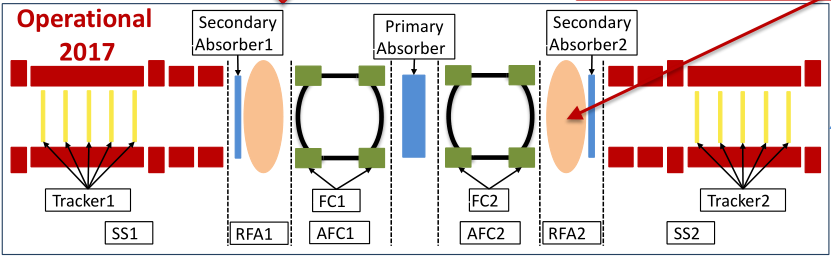 Operational
2017
Secondary
Absorber1
Primary
Absorber
Secondary
Absorber2
Tracker1
FC1
FC2
Tracker2
SS1
RFA1
AFC1
AFC2
RFA2
SS2